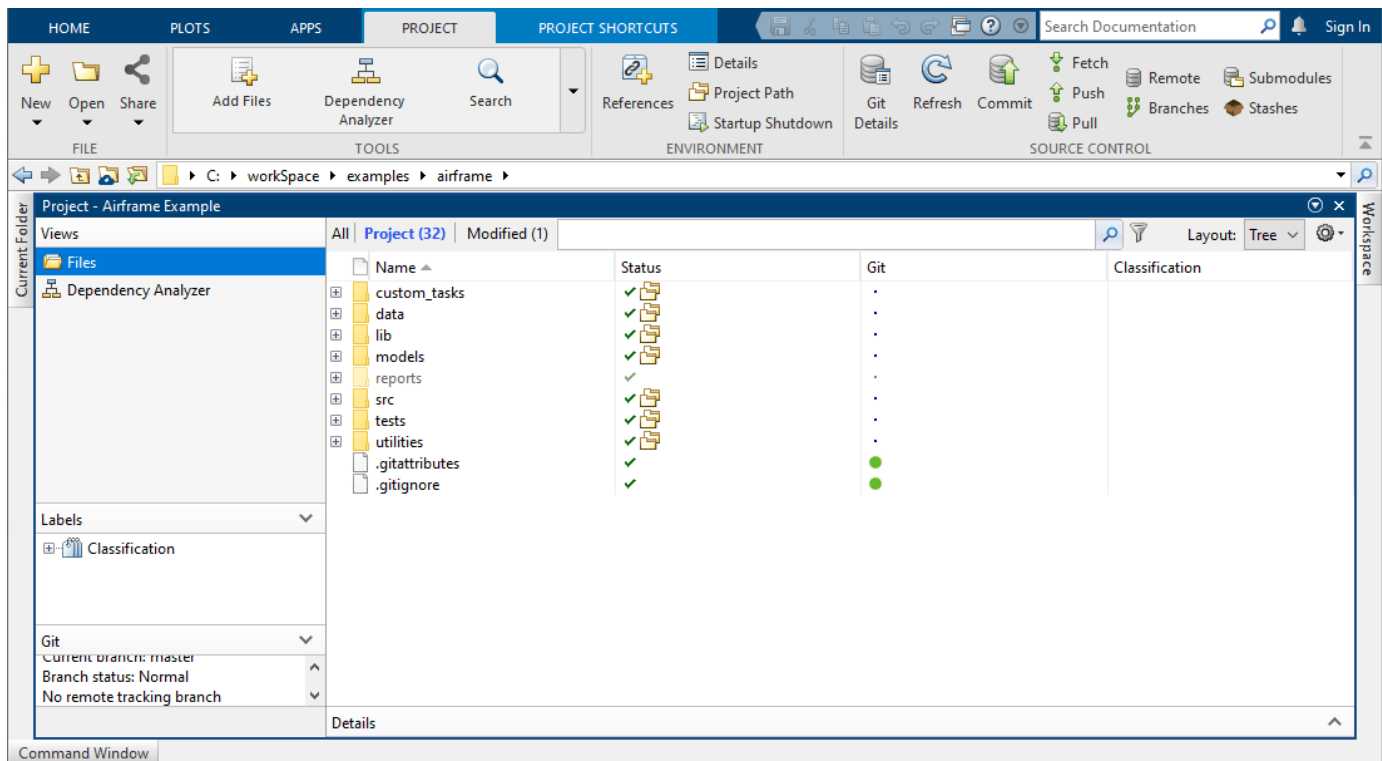 HOME PLOTS APPS PROJECT PROJECT SHORTCUTS Search Documentation Sign In
New Open Share
FILE
Add Files Dependency Analyzer Search
TOOLS
References
Details
Project Path
Startup Shutdown
ENVIRONMENT
Git Details Refresh Commit
Fetch
Push
Pull
Remote
Branches
Submodules
Stashes
SOURCE CONTROL
C: workSpace examples airframe
Current Folder
Workspace
Project - Airframe Example
Views
Files
Dependency Analyzer
Labels
Classification
Git
Current branch: master
Branch status: Normal
No remote tracking branch
All Project (32) Modified (1) Layout: Tree
Name Status Git Classification
custom_tasks
data
lib
models
reports
src
tests
utilities
.gitattributes
.gitignore
Details
Command Window